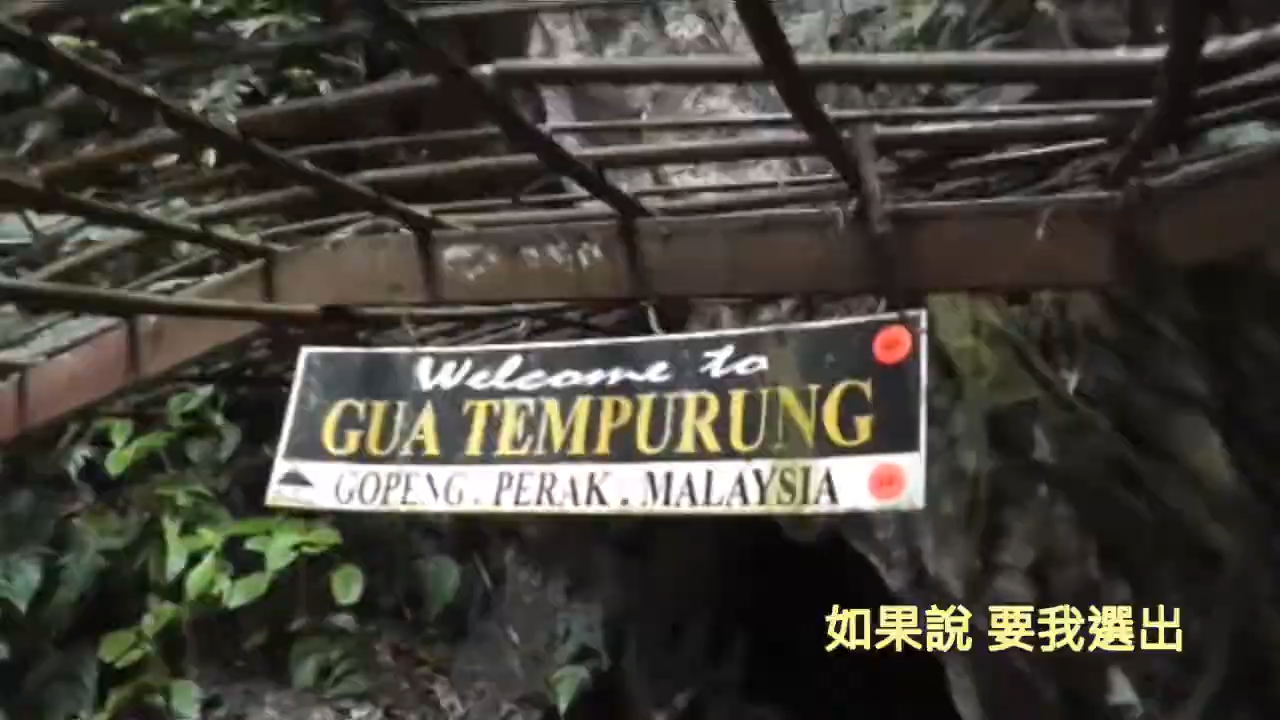 Welcome to
GUA TEMPURUNG
GOPENG . PERAK . MALAYSIA
如果說 要我選出